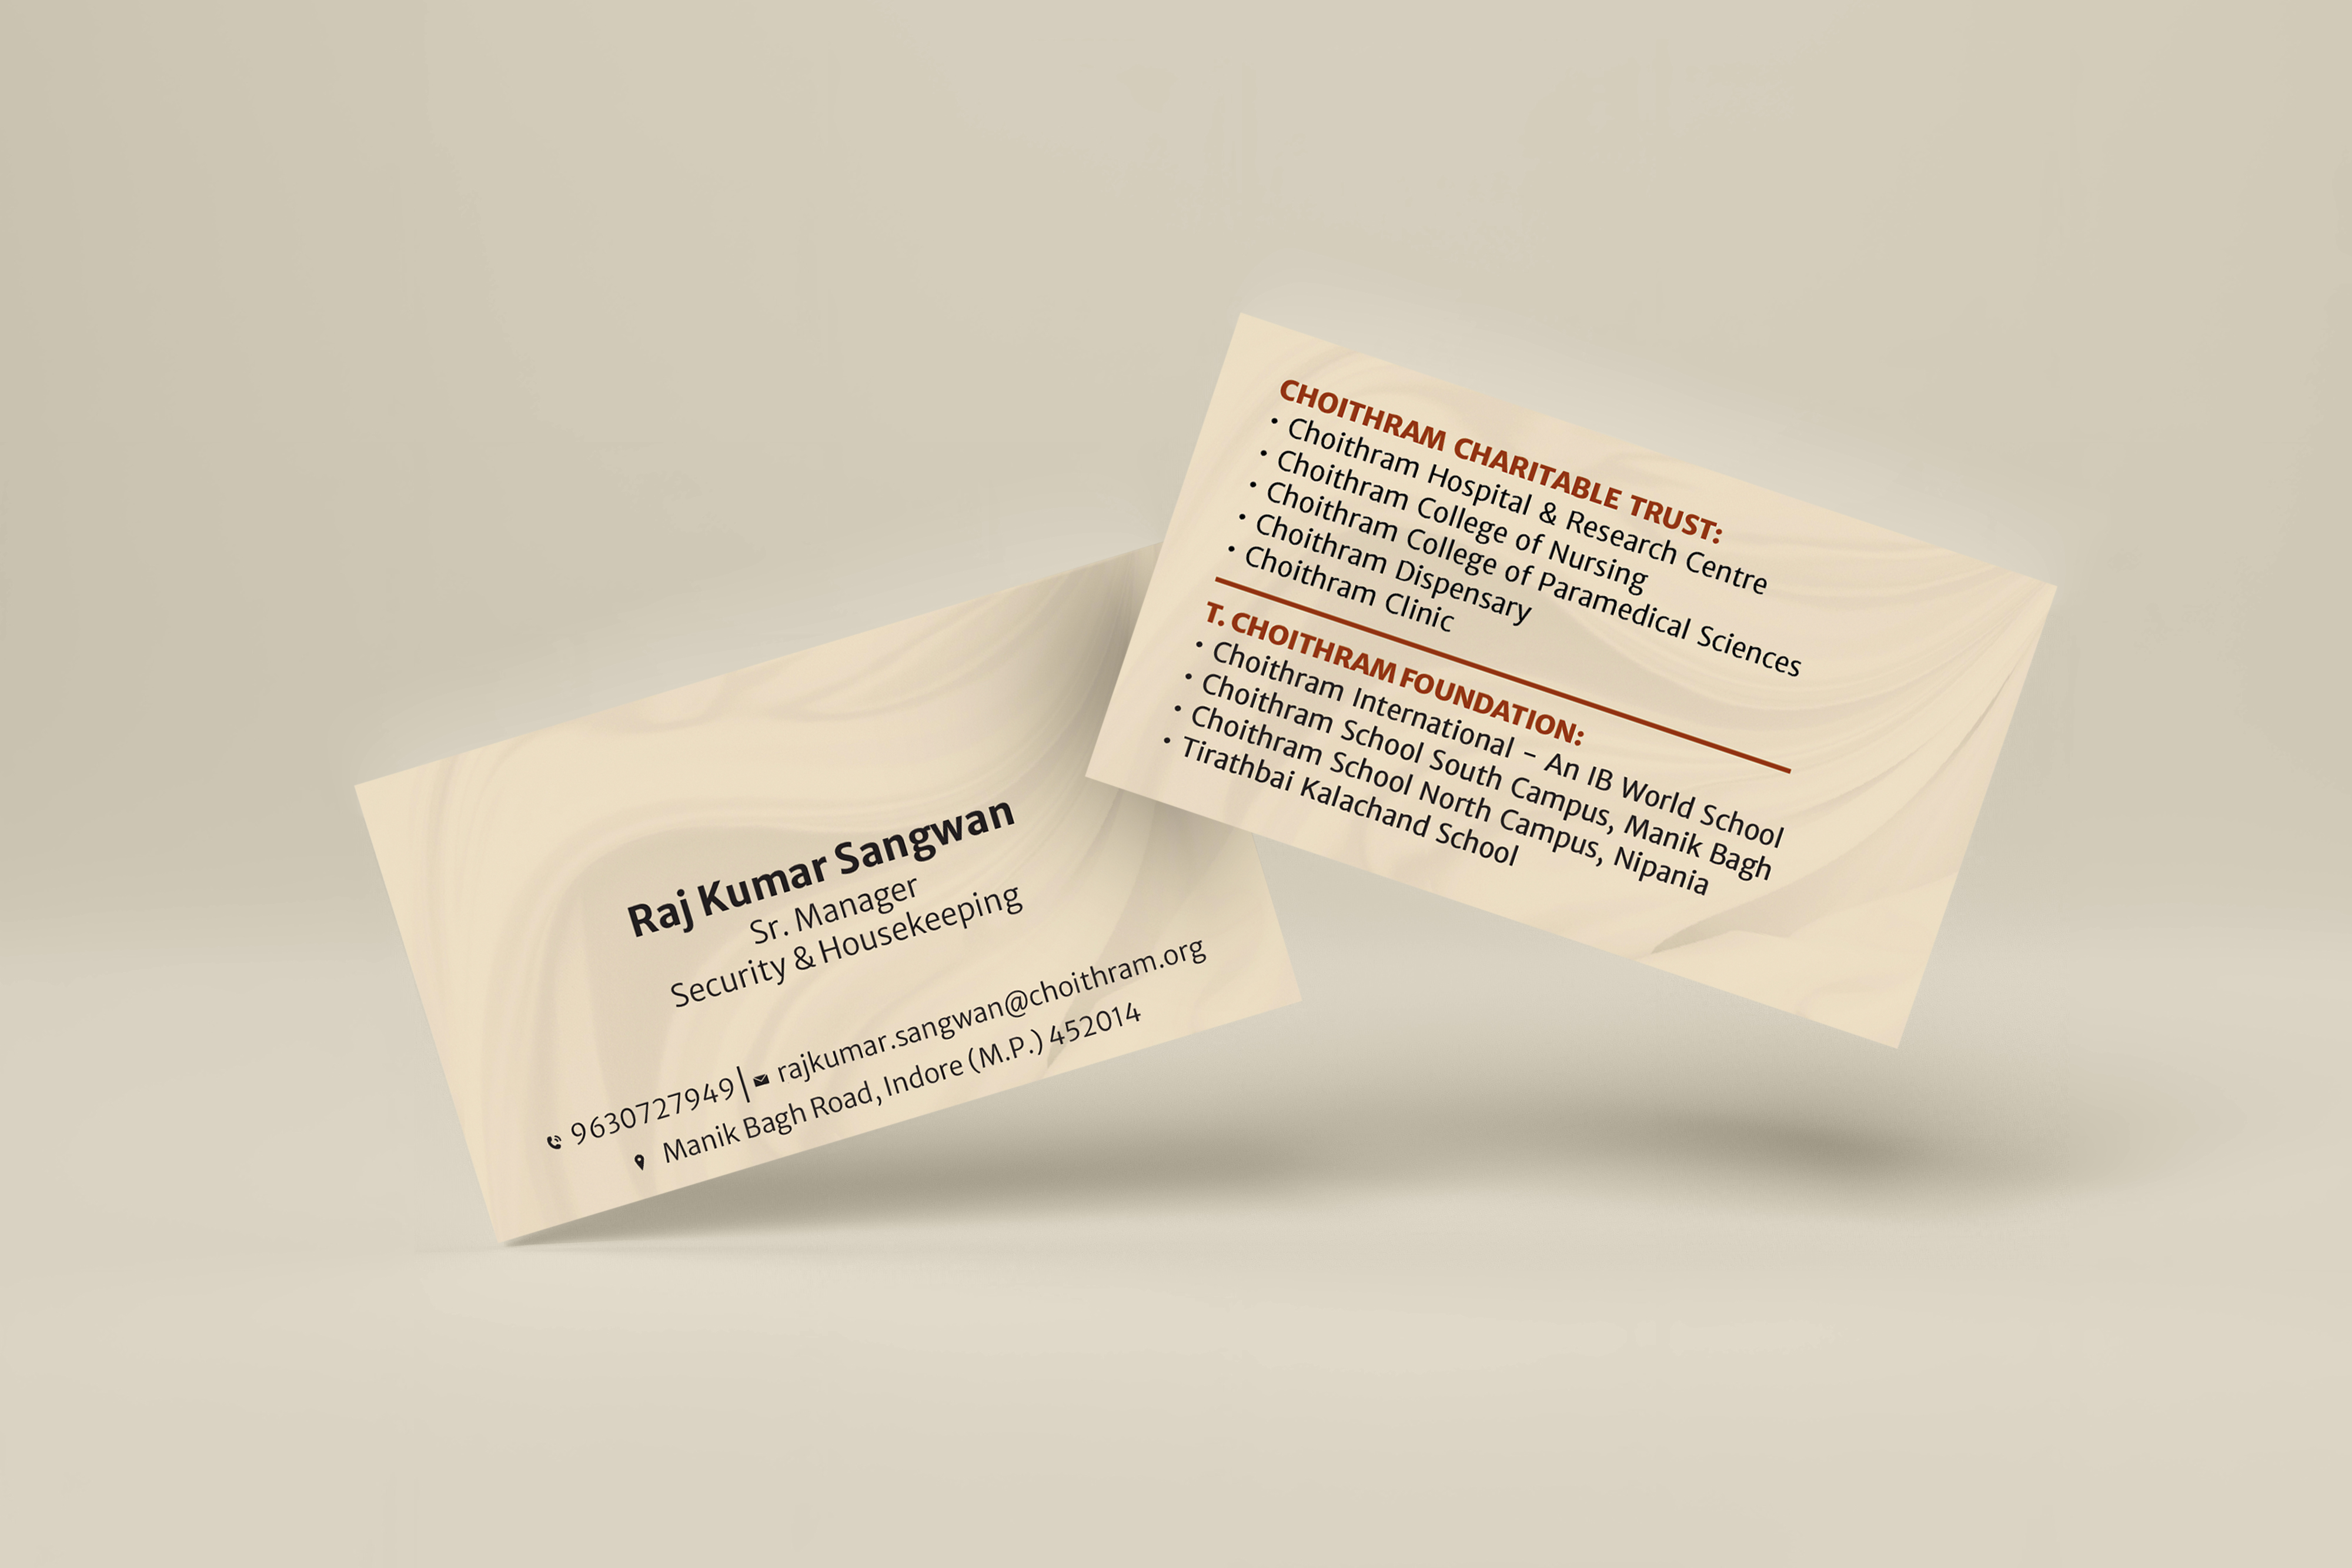 Raj Kumar Sangwan
Sr. Manager
Security & Housekeeping
9630727949 | rajkumar.sangwan@choithram.org
Manik Bagh Road, Indore (M.P.) 452014
CHOITHRAM CHARITABLE TRUST:
• Choithram Hospital & Research Centre
• Choithram College of Nursing
• Choithram College of Paramedical Sciences
• Choithram Dispensary
• Choithram Clinic
T. CHOITHRAM FOUNDATION:
• Choithram International – An IB World School
• Choithram School South Campus, Manik Bagh
• Choithram School North Campus, Nipania
• Tirathbai Kalachand School